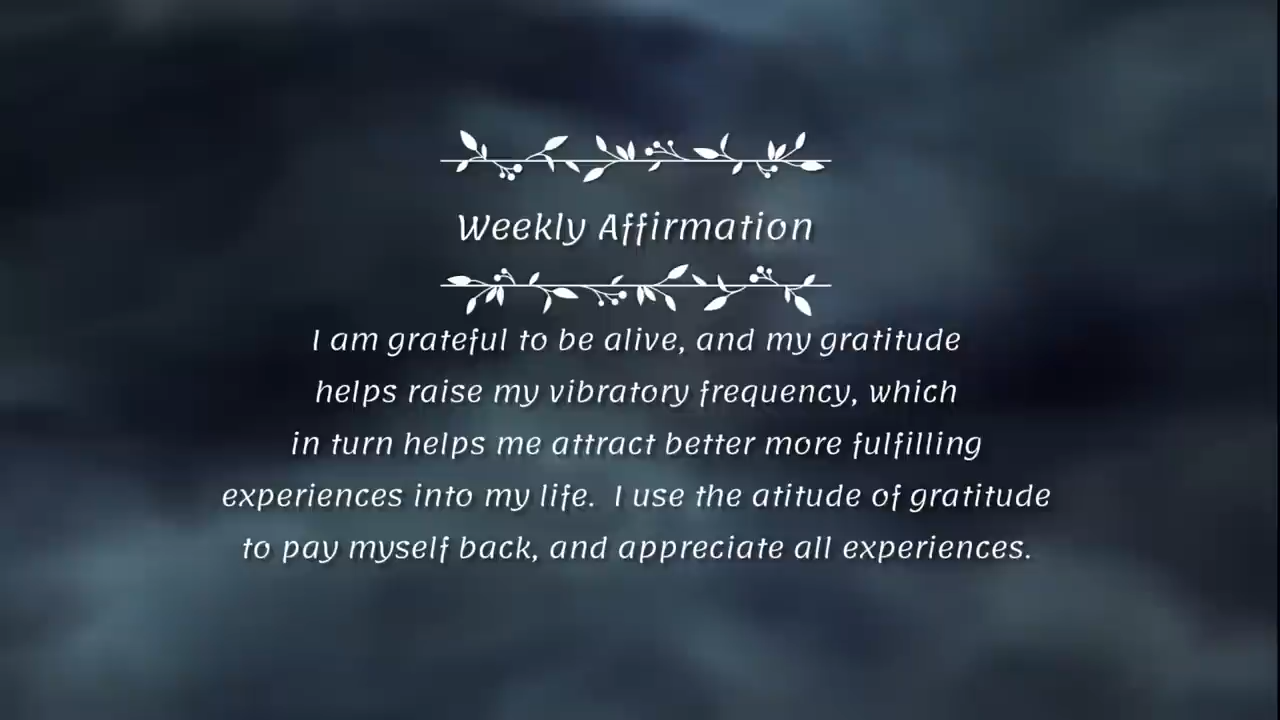 Weekly Affirmation
I am grateful to be alive, and my gratitude
helps raise my vibratory frequency, which
in turn helps me attract better more fulfilling
experiences into my life.  I use the atitude of gratitude
to pay myself back, and appreciate all experiences.